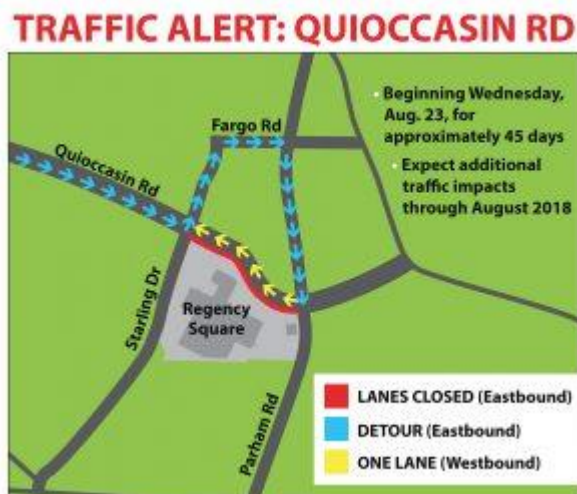 TRAFFIC ALERT: QUIOCCASIN RD
• Beginning Wednesday,
Aug. 23, for
approximately 45 days
• Expect additional
traffic impacts
through August 2018
Fargo Rd
Quioccasin Rd
Starling Dr
Regency
Square
Parham Rd
LANES CLOSED (Eastbound)
DETOUR (Eastbound)
ONE LANE (Westbound)